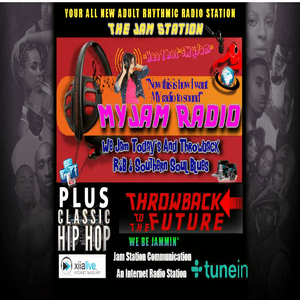 YOUR ALL NEW ADULT RHYTHMIC RADIO STATION
THE JAM STATION
"Now this is how I want
My radio to sound"
MYJAM RADIO
We Jam Today's And Throwback
R&B & Southern Soul Blues
PLUS
CLASSIC
HIP HOP
THROWBACK
TO THE
FUTURE
WE BE JAMMIN'
xiialive
Jam Station Communication
An Internet Radio Station
tunein